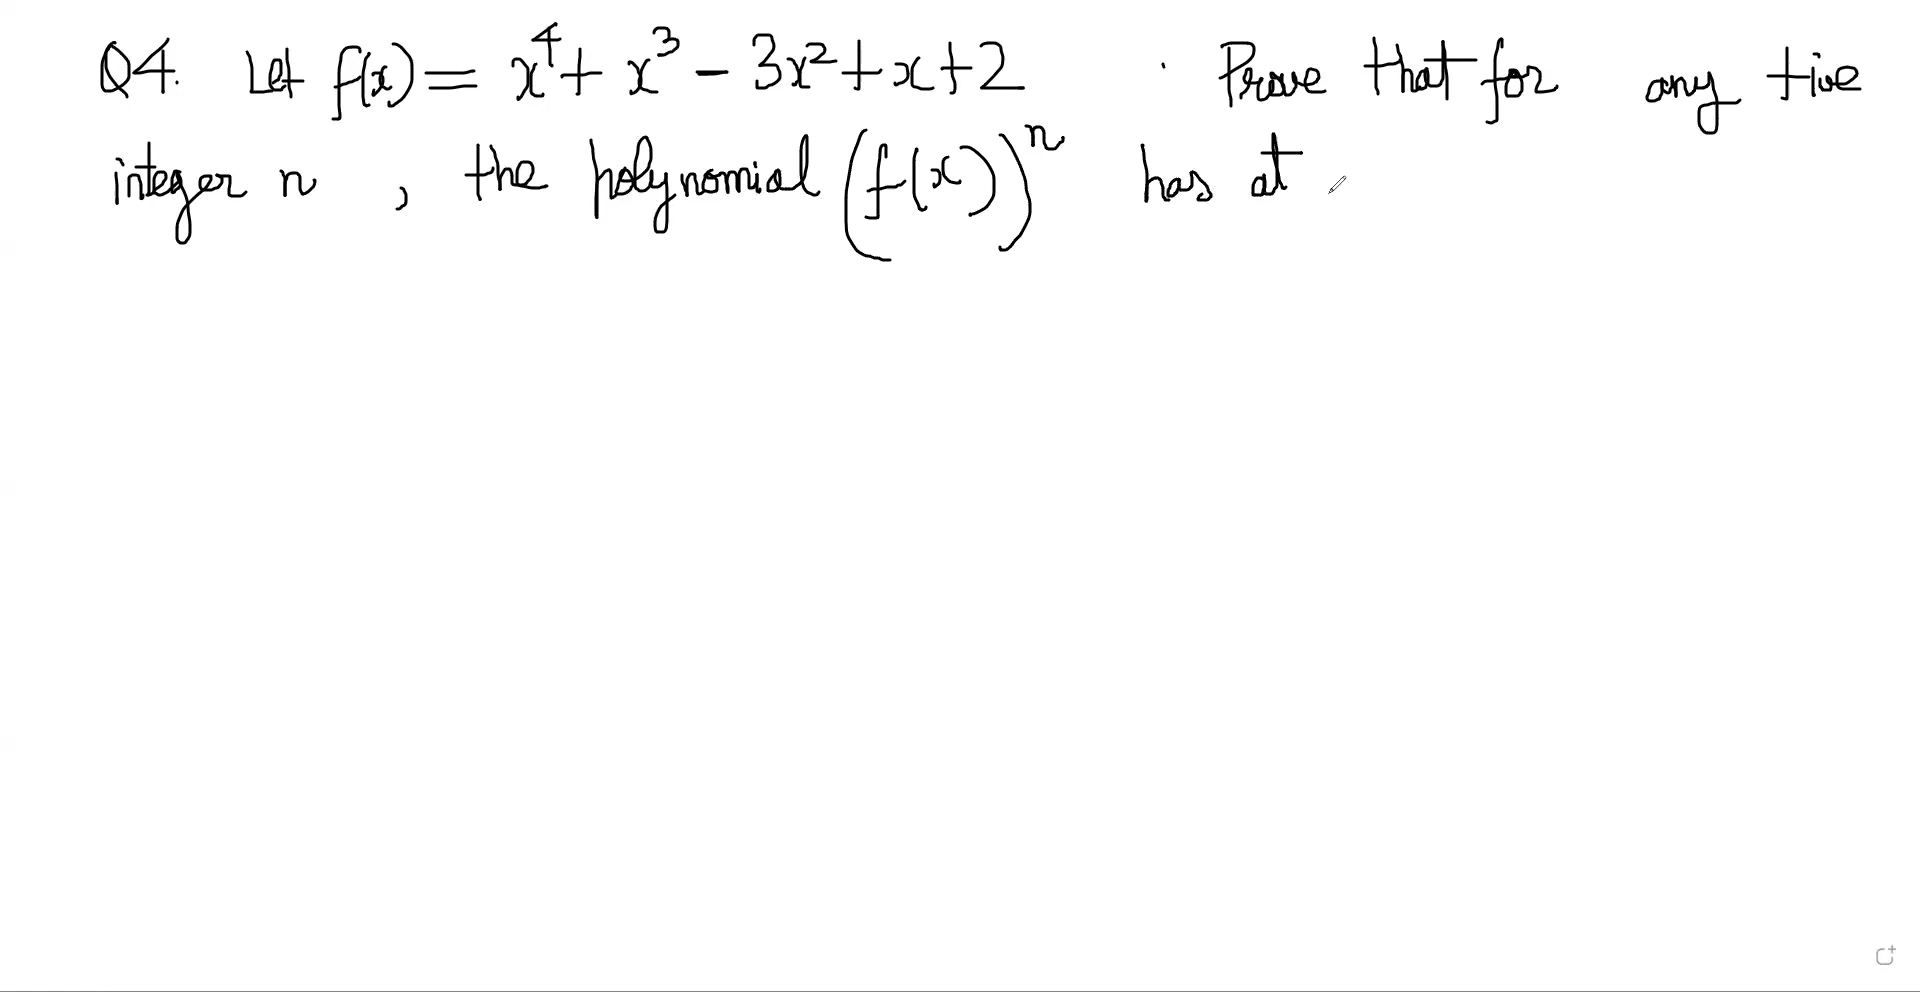 Q4. Let f(x) = x⁴ + x³ - 3x² + x + 2 . Prove that for any +ive
integer n , the polynomial (f(x))ⁿ has at